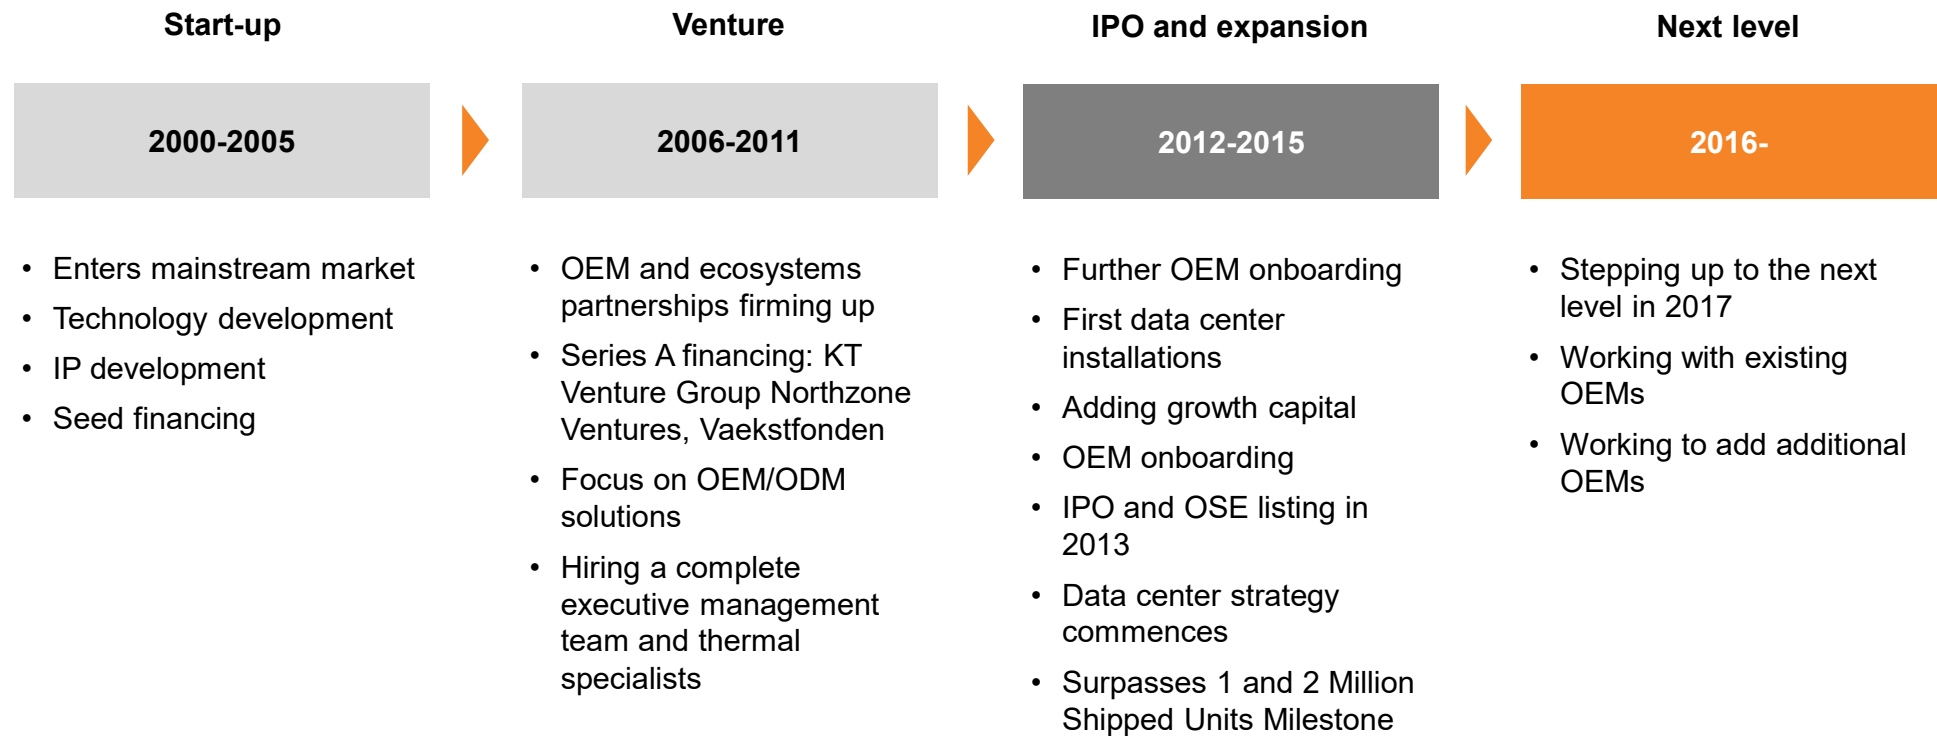 Start-up
2000-2005
• Enters mainstream market
• Technology development
• IP development
• Seed financing
Venture
2006-2011
• OEM and ecosystems
partnerships firming up
• Series A financing: KT
Venture Group Northzone
Ventures, Vaekstfonden
• Focus on OEM/ODM
solutions
• Hiring a complete
executive management
team and thermal
specialists
IPO and expansion
2012-2015
• Further OEM onboarding
• First data center
installations
• Adding growth capital
• OEM onboarding
• IPO and OSE listing in
2013
• Data center strategy
commences
• Surpasses 1 and 2 Million
Shipped Units Milestone
Next level
2016-
• Stepping up to the next
level in 2017
• Working with existing
OEMs
• Working to add additional
OEMs